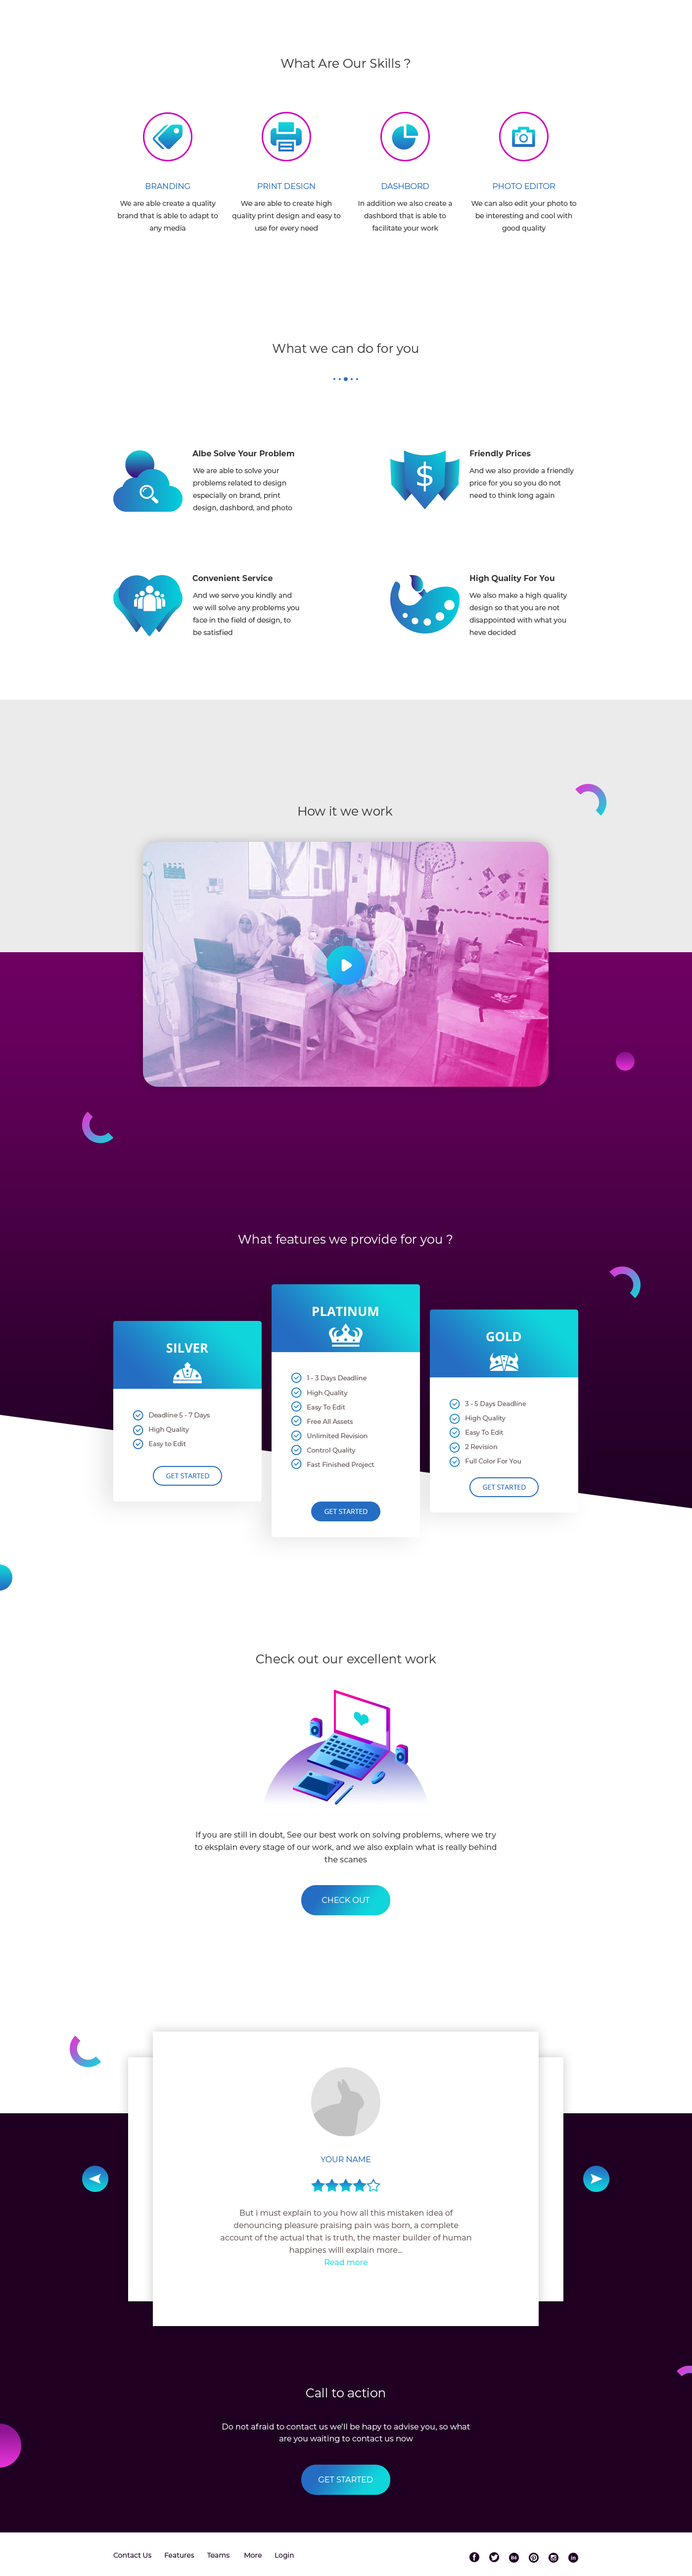 What Are Our Skills ?
BRANDING
We are able create a quality
brand that is able to adapt to
any media
PRINT DESIGN
We are able to create high
quality print design and easy to
use for every need
DASHBORD
In addition we also create a
dashbord that is able to
facilitate your work
PHOTO EDITOR
We can also edit your photo to
be interesting and cool with
good quality
What we can do for you
Albe Solve Your Problem
We are able to solve your
problems related to design
especially on brand, print
design, dashbord, and photo
$
Friendly Prices
And we also provide a friendly
price for you so you do not
need to think long again
Convenient Service
And we serve you kindly and
we will solve any problems you
face in the field of design, to
be satisfied
High Quality For You
We also make a high quality
design so that you are not
disappointed with what you
heve decided
How it we work
What features we provide for you ?
SILVER
Deadline 5 - 7 Days
High Quality
Easy to Edit
GET STARTED
PLATINUM
1 - 3 Days Deadline
High Quality
Easy To Edit
Free All Assets
Unlimited Revision
Control Quality
Fast Finished Project
GET STARTED
GOLD
3 - 5 Days Deadline
High Quality
Easy To Edit
2 Revision
Full Color For You
GET STARTED
Check out our excellent work
If you are still in doubt, See our best work on solving problems, where we try
to eksplain every stage of our work, and we also explain what is really behind
the scanes
CHECK OUT
YOUR NAME
But i must explain to you how all this mistaken idea of
denouncing pleasure praising pain was born, a complete
account of the actual that is truth, the master builder of human
happines willl explain more...
Read more
Call to action
Do not afraid to contact us we'll be hapy to advise you, so what
are you waiting to contact us now
GET STARTED
Contact Us Features Teams More Login